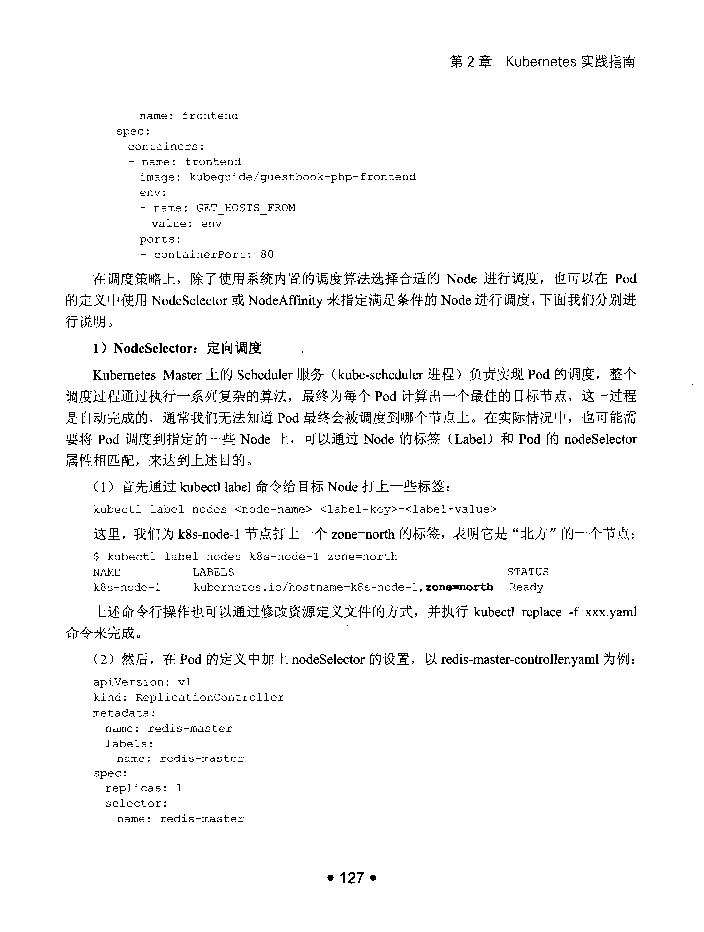 第 2 章 Kubernetes 实践指南
name: frontend
spec:
containers:
- name: frontend
image: kubeguide/guestbook-php-frontend
env:
- name: GET_HOSTS_FROM
value: env
ports:
- containerPort: 80
在调度策略上，除了使用系统内置的调度算法选择合适的 Node 进行调度，也可以在 Pod
的定义中使用 NodeSelector 或 NodeAffinity 来指定满足条件的 Node 进行调度，下面我们分别进
行说明。
1）NodeSelector：定向调度
Kubernetes Master 上的 Scheduler 服务（kube-scheduler 进程）负责实现 Pod 的调度，整个
调度过程通过执行一系列复杂的算法，最终为每个 Pod 计算出一个最佳的目标节点，这一过程
是自动完成的，通常我们无法知道 Pod 最终会被调度到哪个节点上。在实际情况中，也可能需
要将 Pod 调度到指定的一些 Node 上，可以通过 Node 的标签（Label）和 Pod 的 nodeSelector
属性相匹配，来达到上述目的。
（1）首先通过 kubectl label 命令给目标 Node 打上一些标签：
kubectl label nodes <node-name> <label-key>=<label-value>
这里，我们为 k8s-node-1 节点打上一个 zone=north 的标签，表明它是“北方”的一个节点：
$ kubectl label nodes k8s-node-1 zone=north
NAME LABELS STATUS
k8s-node-1 kubernetes.io/hostname=k8s-node-1,zone=north Ready
上述命令行操作也可以通过修改资源定义文件的方式，并执行 kubectl replace -f xxx.yaml
命令来完成。
（2）然后，在 Pod 的定义中加上 nodeSelector 的设置，以 redis-master-controller.yaml 为例：
apiVersion: v1
kind: ReplicationController
metadata:
name: redis-master
labels:
name: redis-master
spec:
replicas: 1
selector:
name: redis-master
• 127 •